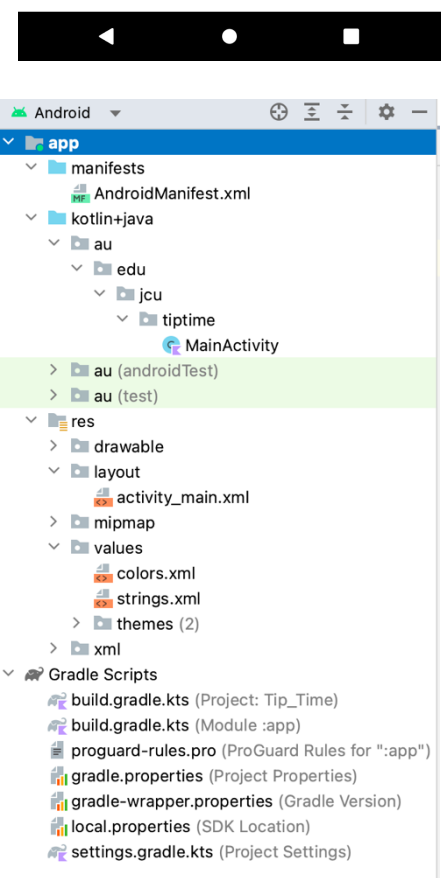 Android
app
manifests
MF AndroidManifest.xml
kotlin+java
au
edu
jcu
tiptime
MainActivity
au (androidTest)
au (test)
res
drawable
layout
activity_main.xml
mipmap
values
colors.xml
strings.xml
themes (2)
xml
Gradle Scripts
build.gradle.kts (Project: Tip_Time)
build.gradle.kts (Module :app)
proguard-rules.pro (ProGuard Rules for ":app")
gradle.properties (Project Properties)
gradle-wrapper.properties (Gradle Version)
local.properties (SDK Location)
settings.gradle.kts (Project Settings)